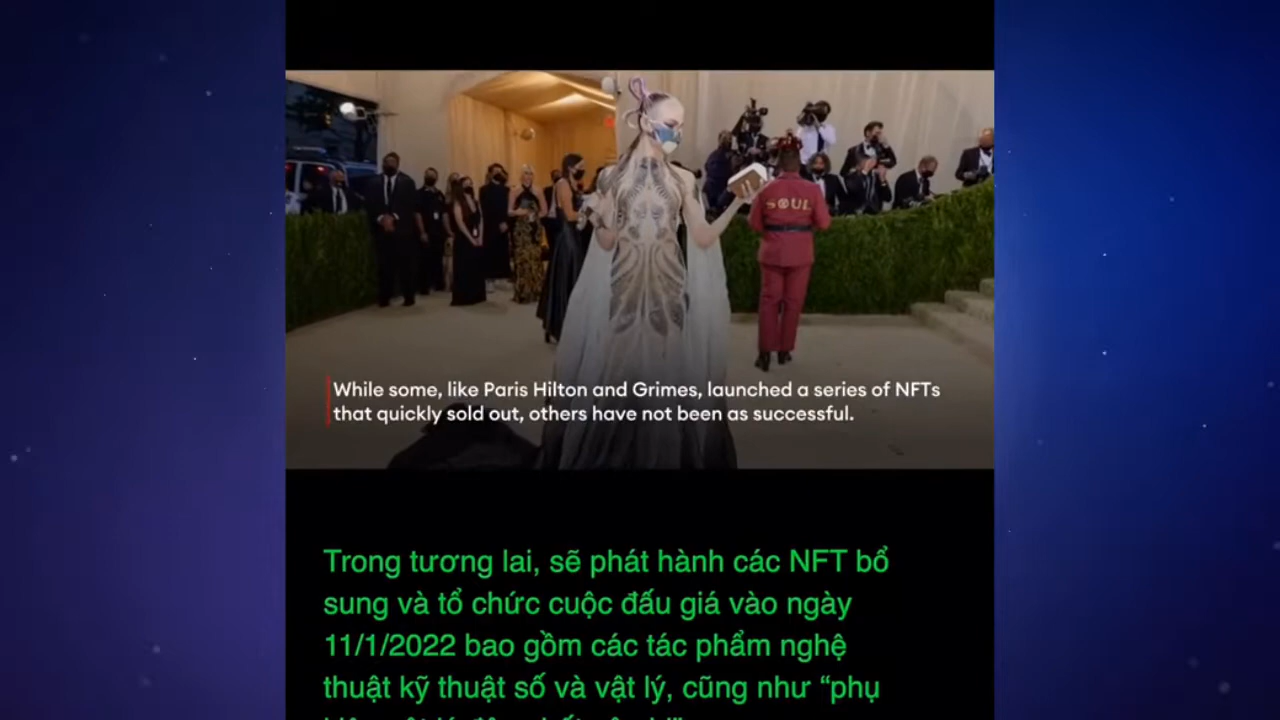 SOUL
While some, like Paris Hilton and Grimes, launched a series of NFTs
that quickly sold out, others have not been as successful.
Trong tương lai, sẽ phát hành các NFT bổ
sung và tổ chức cuộc đấu giá vào ngày
11/1/2022 bao gồm các tác phẩm nghệ
thuật kỹ thuật số và vật lý, cũng như “phụ